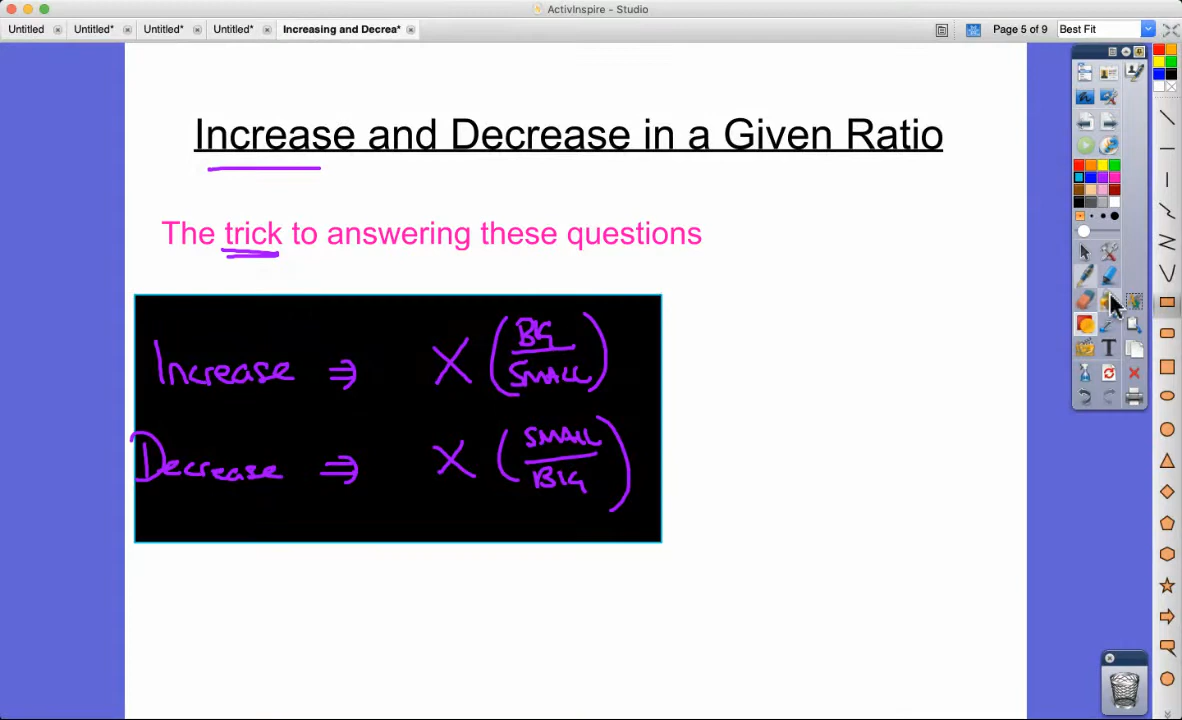 ActivInspire - Studio
Untitled Untitled* Untitled* Untitled* Increasing and Decrea* Page 5 of 9 Best Fit
Increase and Decrease in a Given Ratio
The trick to answering these questions
Increase ⇒ X (BIG/SMALL)
Decrease ⇒ X (SMALL/BIG)